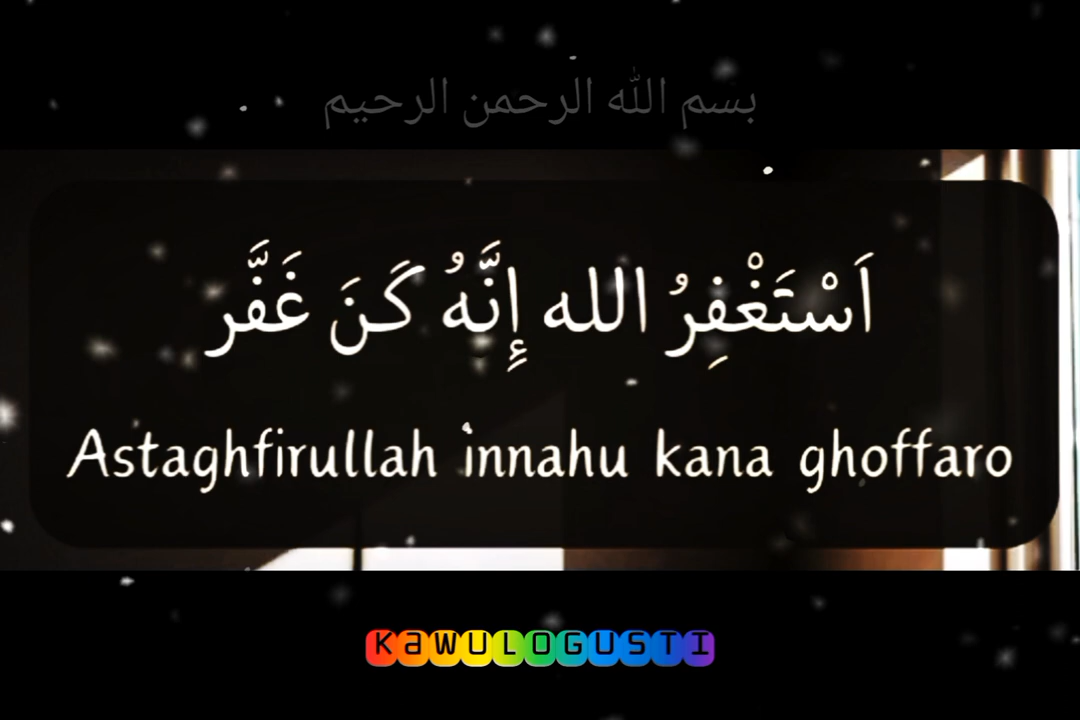 بسم الله الرحمن الرحيم
اَسْتَغْفِرُ الله إِنَّهُ كَنَ غَفَّر
Astaghfirullah innahu kana ghoffaro
KaWULOGUSTI